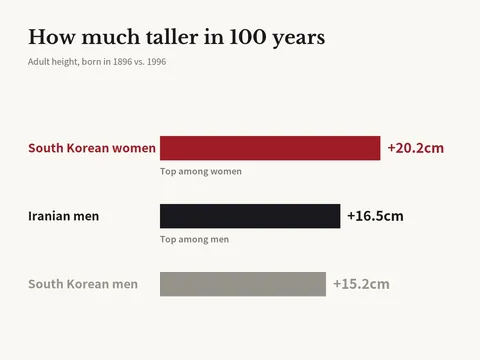 How much taller in 100 years
Adult height, born in 1896 vs. 1996
South Korean women +20.2cm
Top among women
Iranian men +16.5cm
Top among men
South Korean men +15.2cm